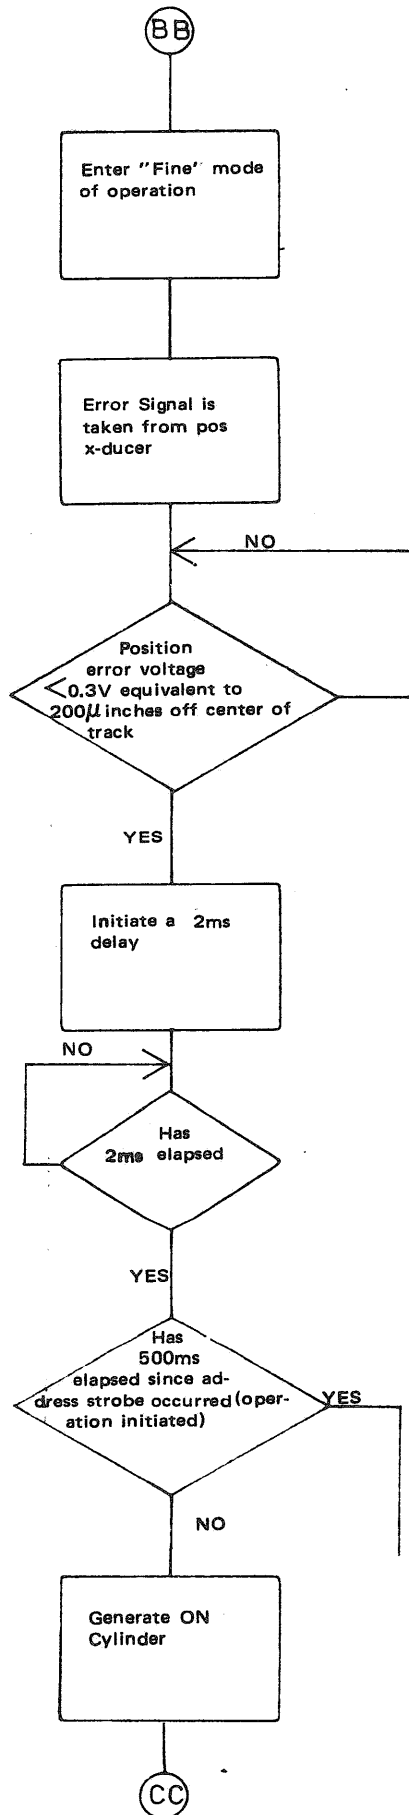 BB
Enter "Fine' mode
of operation
Error Signal is
taken from pos
x-ducer
NO
Position
error voltage
<0.3V equivalent to
200μ inches off center of
track
YES
Initiate a 2ms
delay
NO
Has
2ms elapsed
YES
Has
500ms
elapsed since ad-
dress strobe occurred (oper-
ation initiated)
YES
NO
Generate ON
Cylinder
CC